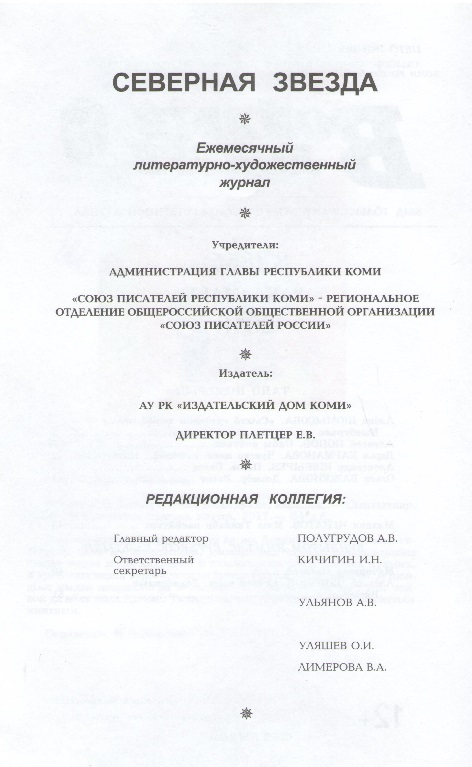 СЕВЕРНАЯ ЗВЕЗДА
Ежемесячный
литературно-художественный
журнал
Учредители:
АДМИНИСТРАЦИЯ ГЛАВЫ РЕСПУБЛИКИ КОМИ
«СОЮЗ ПИСАТЕЛЕЙ РЕСПУБЛИКИ КОМИ» - РЕГИОНАЛЬНОЕ
ОТДЕЛЕНИЕ ОБЩЕРОССИЙСКОЙ ОБЩЕСТВЕННОЙ ОРГАНИЗАЦИИ
«СОЮЗ ПИСАТЕЛЕЙ РОССИИ»
Издатель:
АУ РК «ИЗДАТЕЛЬСКИЙ ДОМ КОМИ»
ДИРЕКТОР ПЛЕТЦЕР Е.В.
РЕДАКЦИОННАЯ КОЛЛЕГИЯ:
Главный редактор ПОЛУГРУДОВ А.В.
Ответственный КИЧИГИН И.Н.
секретарь
УЛЬЯНОВ А.В.
УЛЯШЕВ О.И.
ЛИМЕРОВА В.А.
12+